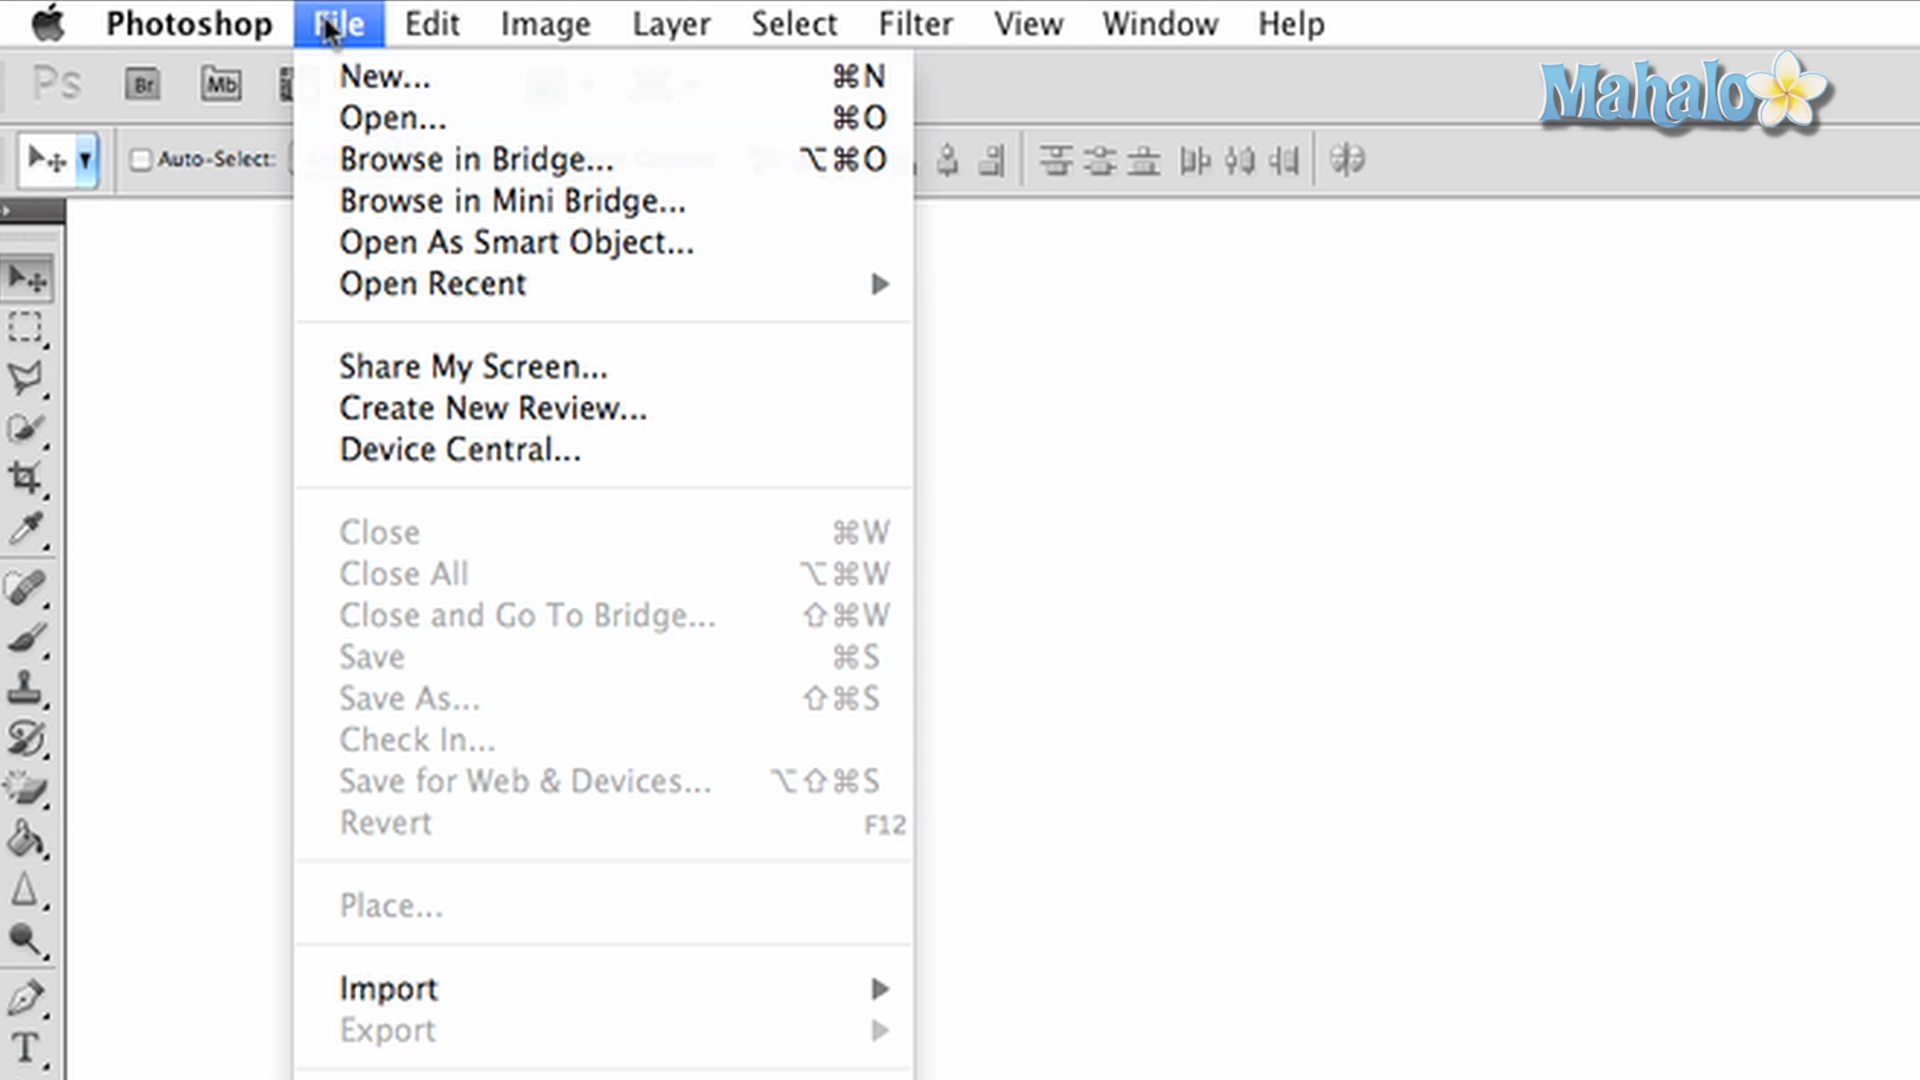 Photoshop File Edit Image Layer Select Filter View Window Help
Ps Br Mb
Mahalo
Auto-Select:
New... ⌘N
Open... ⌘O
Browse in Bridge... ⌥⌘O
Browse in Mini Bridge...
Open As Smart Object...
Open Recent
Share My Screen...
Create New Review...
Device Central...
Close ⌘W
Close All ⌥⌘W
Close and Go To Bridge... ⇧⌘W
Save ⌘S
Save As... ⇧⌘S
Check In...
Save for Web & Devices... ⌥⇧⌘S
Revert F12
Place...
Import
Export
T